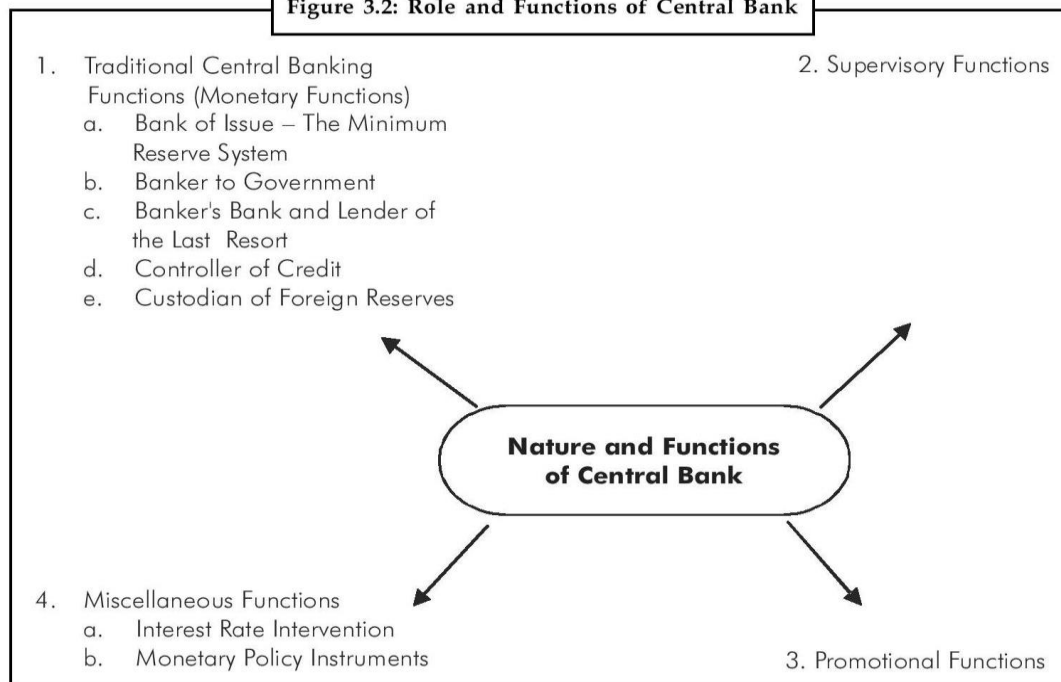 Figure 3.2: Role and Functions of Central Bank
1. Traditional Central Banking
Functions (Monetary Functions)
a. Bank of Issue – The Minimum
Reserve System
b. Banker to Government
c. Banker's Bank and Lender of
the Last Resort
d. Controller of Credit
e. Custodian of Foreign Reserves
2. Supervisory Functions
Nature and Functions
of Central Bank
4. Miscellaneous Functions
a. Interest Rate Intervention
b. Monetary Policy Instruments
3. Promotional Functions